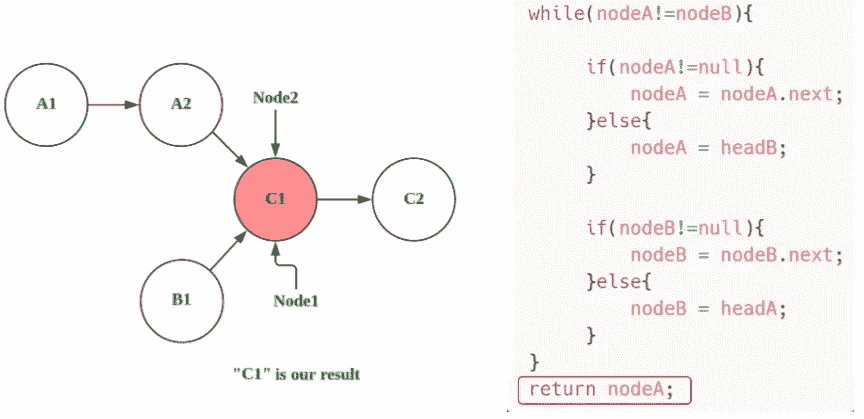 A1
A2
Node2
C1
C2
B1
Node1
"C1" is our result
while(nodeA!=nodeB){
if(nodeA!=null){
nodeA = nodeA.next;
}else{
nodeA = headB;
}
if(nodeB!=null){
nodeB = nodeB.next;
}else{
nodeB = headA;
}
}
return nodeA;